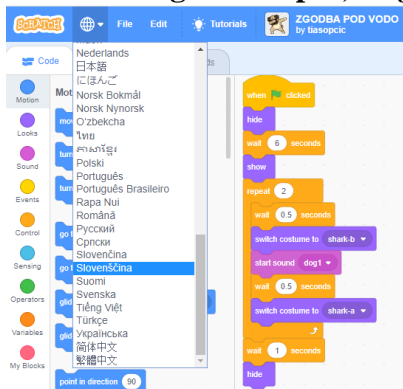 SCRATCH File Edit Tutorials ZGODBA POD VODO
by tiasopcic
Code
Nederlands
日本語
にほんご
Norsk Bokmål
Norsk Nynorsk
O'zbekcha
ไทย
ភាសាខ្មែរ
Polski
Português
Português Brasileiro
Rapa Nui
Română
Русский
Српски
Slovenčina
Slovenščina
Suomi
Svenska
Tiếng Việt
Türkçe
Українська
简体中文
繁體中文
Motion
Looks
Sound
Events
Control
Sensing
Operators
Variables
My Blocks
point in direction 90
when clicked
hide
wait 6 seconds
show
repeat 2
wait 0.5 seconds
switch costume to shark-b
start sound dog1
wait 0.5 seconds
switch costume to shark-a
wait 1 seconds
hide